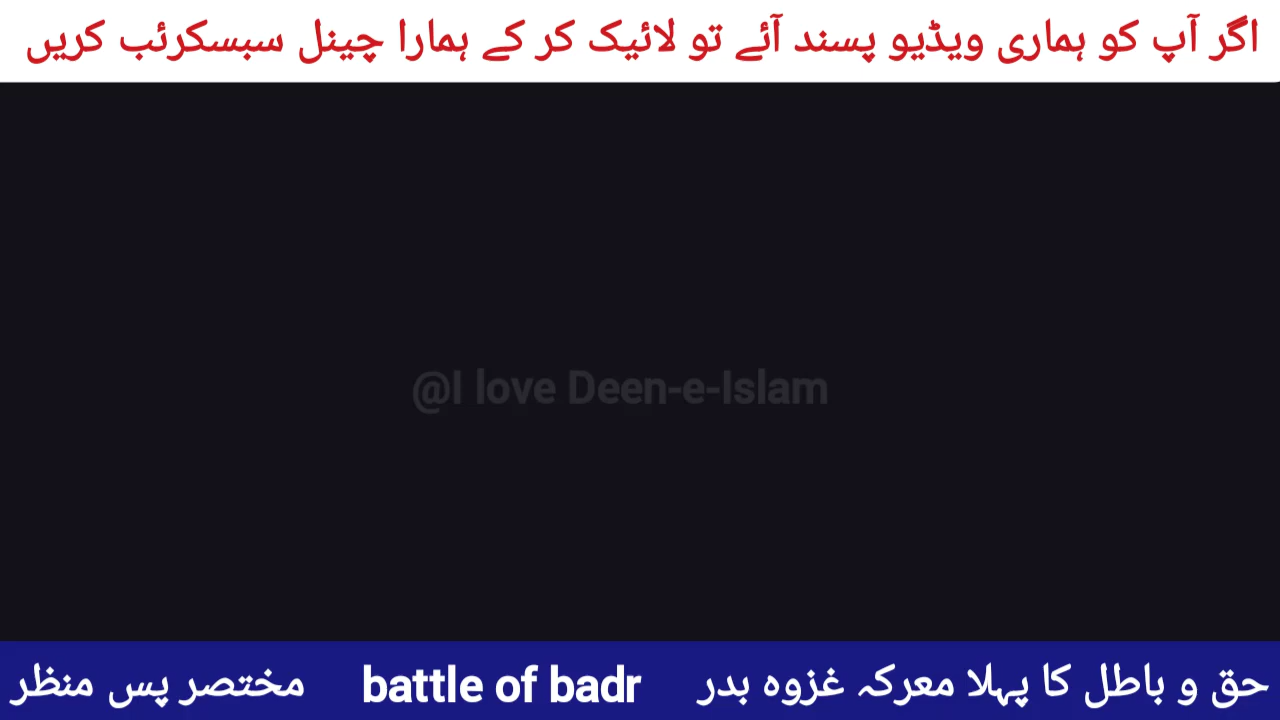 اگر آپ کو ہماری ویڈیو پسند آئے تو لائیک کر کے ہمارا چینل سبسکرئب کریں
@I love Deen-e-Islam
حق و باطل کا پہلا معرکہ غزوہ بدر battle of badr مختصر پس منظر